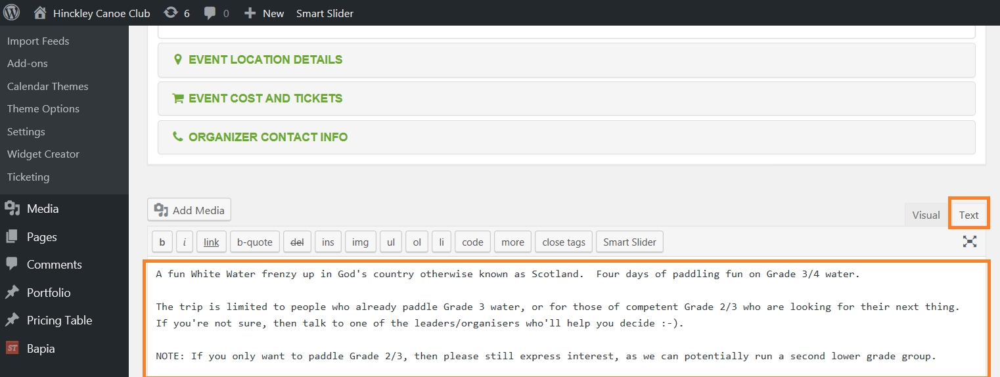 Hinckley Canoe Club 6 0 New Smart Slider
Import Feeds
Add-ons
Calendar Themes
Theme Options
Settings
Widget Creator
Ticketing
Media
Pages
Comments
Portfolio
Pricing Table
ST Bapia
EVENT LOCATION DETAILS
EVENT COST AND TICKETS
ORGANIZER CONTACT INFO
Add Media
Visual Text
b i link b-quote del ins img ul ol li code more close tags Smart Slider
A fun White Water frenzy up in God's country otherwise known as Scotland.  Four days of paddling fun on Grade 3/4 water.
The trip is limited to people who already paddle Grade 3 water, or for those of competent Grade 2/3 who are looking for their next thing.
If you're not sure, then talk to one of the leaders/organisers who'll help you decide :-).
NOTE: If you only want to paddle Grade 2/3, then please still express interest, as we can potentially run a second lower grade group.